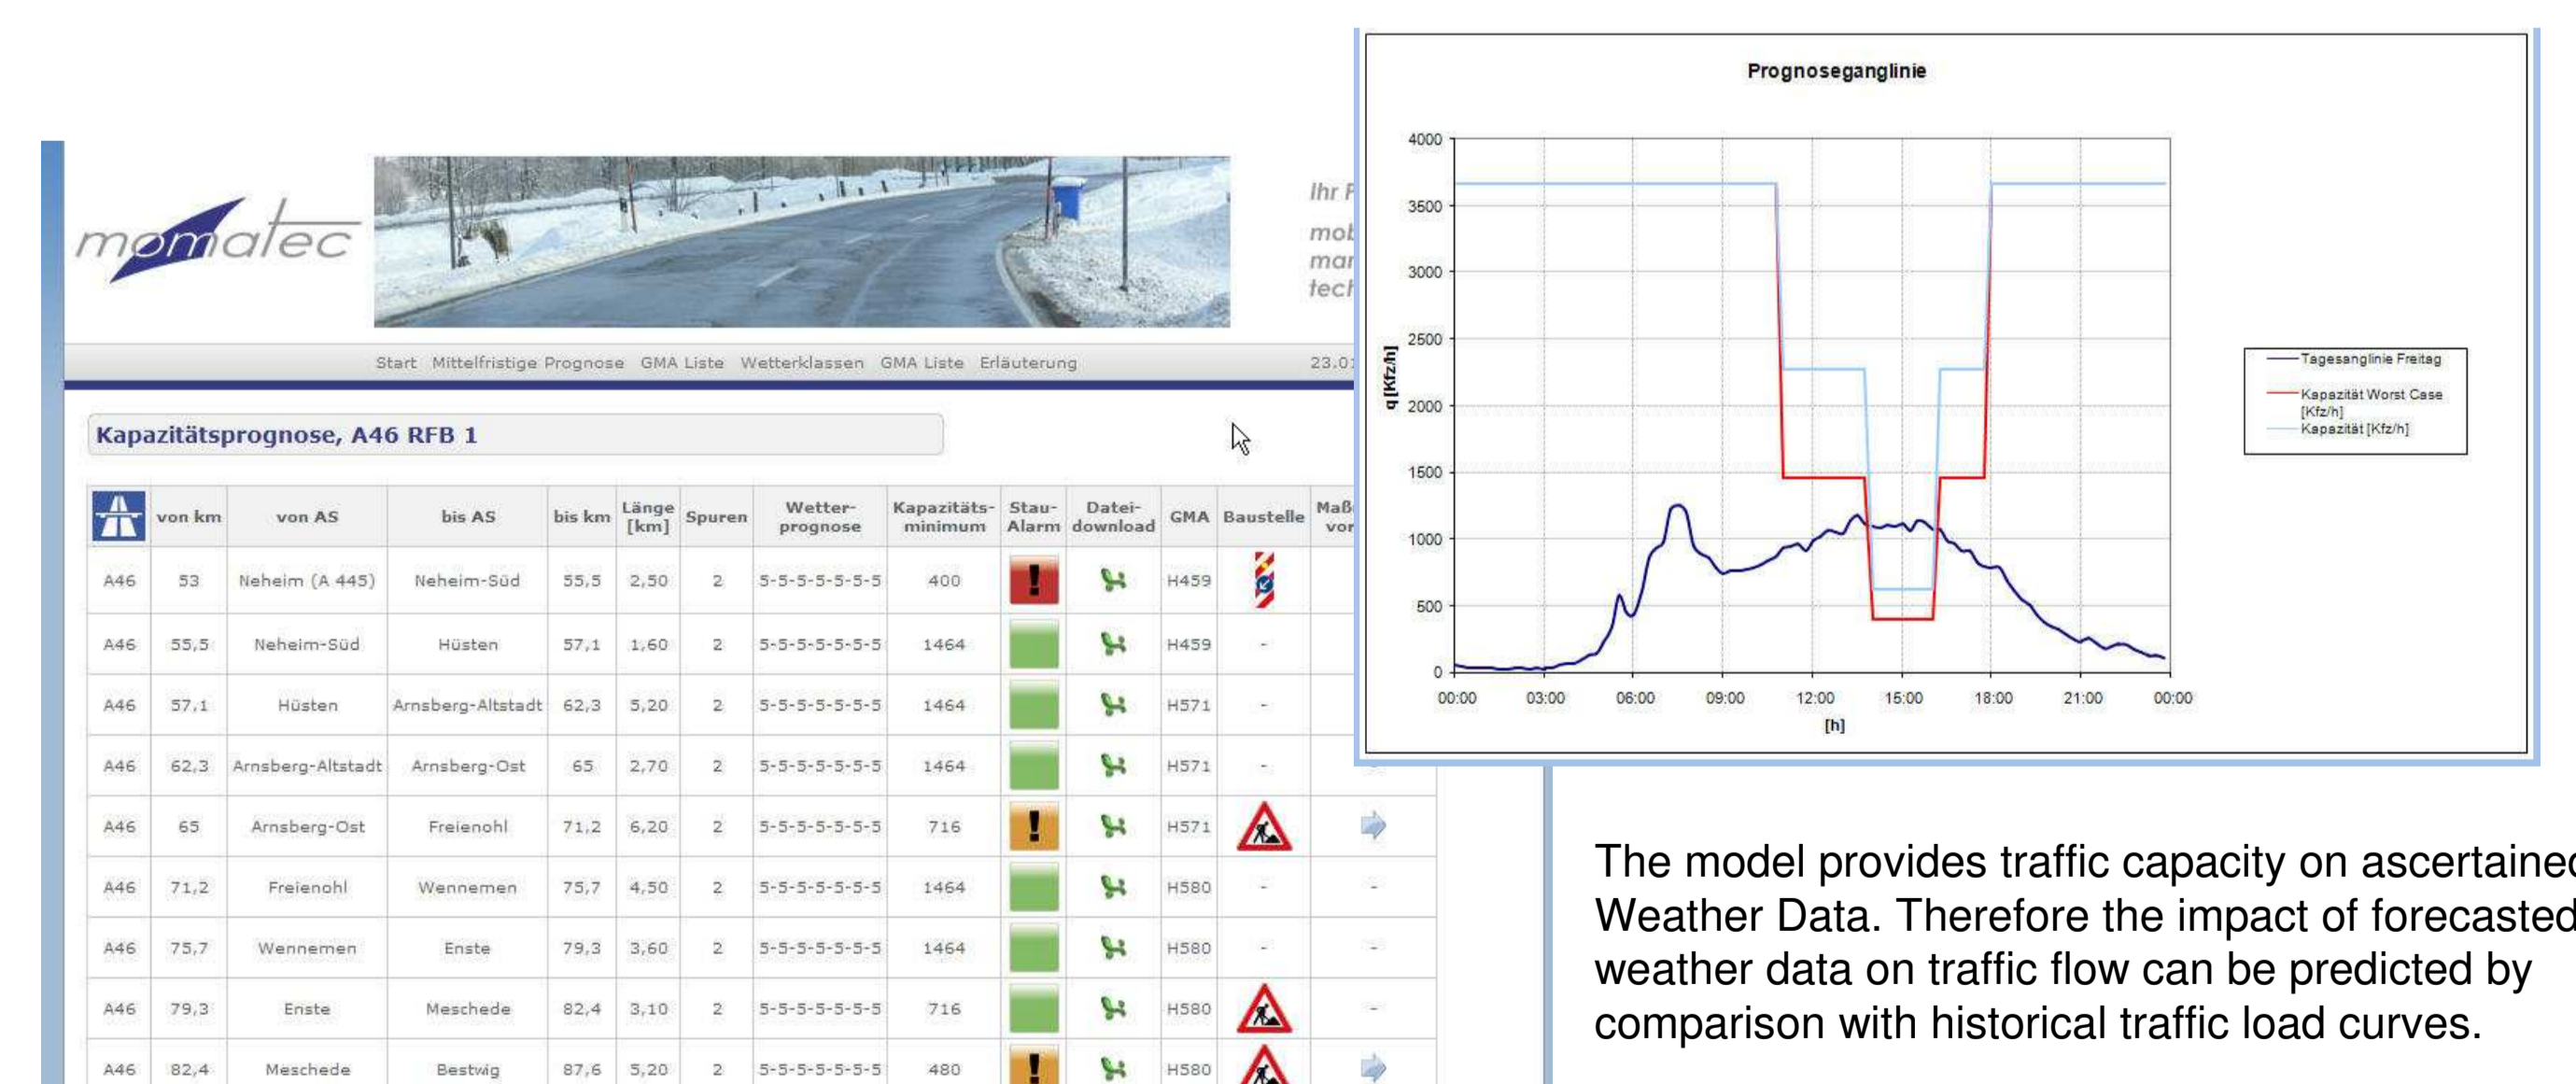 momatec
Ihr
Start Mittelfristige Prognose GMA Liste Wetterklassen GMA Liste Erläuterung
Kapazitätsprognose, A46 RFB 1
von km von AS bis AS bis km Länge [km] Spuren Wetter-prognose Kapazitäts-minimum Stau-Alarm Datei-download GMA Baustelle
A46 53 Neheim (A 445) Neheim-Süd 55,5 2,50 2 5-5-5-5-5-5-5 400 ! H459
A46 55,5 Neheim-Süd Hüsten 57,1 1,60 2 5-5-5-5-5-5-5 1464 H459 -
A46 57,1 Hüsten Arnsberg-Altstadt 62,3 5,20 2 5-5-5-5-5-5-5 1464 H571 -
A46 62,3 Arnsberg-Altstadt Arnsberg-Ost 65 2,70 2 5-5-5-5-5-5-5 1464 H571 - -
A46 65 Arnsberg-Ost Freienohl 71,2 6,20 2 5-5-5-5-5-5-5 716 ! H571
A46 71,2 Freienohl Wennemen 75,7 4,50 2 5-5-5-5-5-5-5 1464 H580 - -
A46 75,7 Wennemen Enste 79,3 3,60 2 5-5-5-5-5-5-5 1464 H580 - -
A46 79,3 Enste Meschede 82,4 3,10 2 5-5-5-5-5-5-5 716 H580 -
A46 82,4 Meschede Bestwig 87,6 5,20 2 5-5-5-5-5-5-5 480 ! H580
Prognoseganglinie
4000
3500
3000
2500
2000
1500
1000
500
0
q [Kfz/h]
00:00 03:00 06:00 09:00 12:00 15:00 18:00 21:00 00:00
[h]
Tagesanglinie Freitag
Kapazität Worst Case
[Kfz/h]
Kapazität [Kfz/h]
The model provides traffic capacity on ascertained
Weather Data. Therefore the impact of forecasted
weather data on traffic flow can be predicted by
comparison with historical traffic load curves.